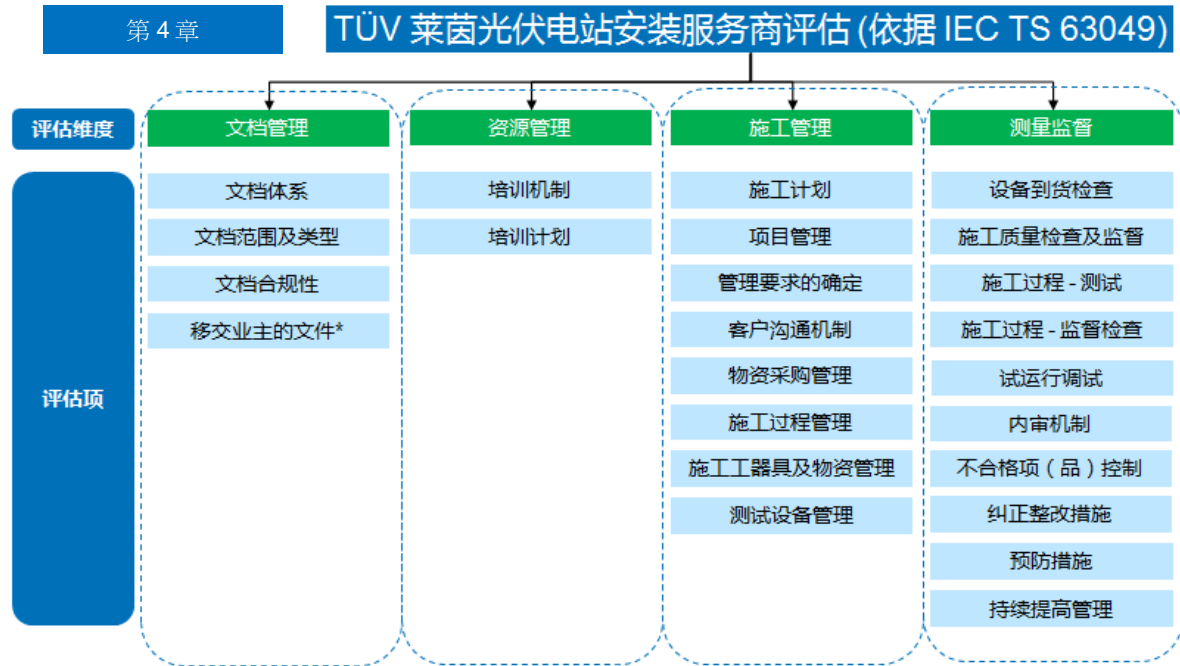 第 4 章
TÜV 莱茵光伏电站安装服务商评估 (依据 IEC TS 63049)
评估维度
文档管理
资源管理
施工管理
测量监督
评估项
文档体系
文档范围及类型
文档合规性
移交业主的文件*
培训机制
培训计划
施工计划
项目管理
管理要求的确定
客户沟通机制
物资采购管理
施工过程管理
施工工器具及物资管理
测试设备管理
设备到货检查
施工质量检查及监督
施工过程 - 测试
施工过程 - 监督检查
试运行调试
内审机制
不合格项（品）控制
纠正整改措施
预防措施
持续提高管理